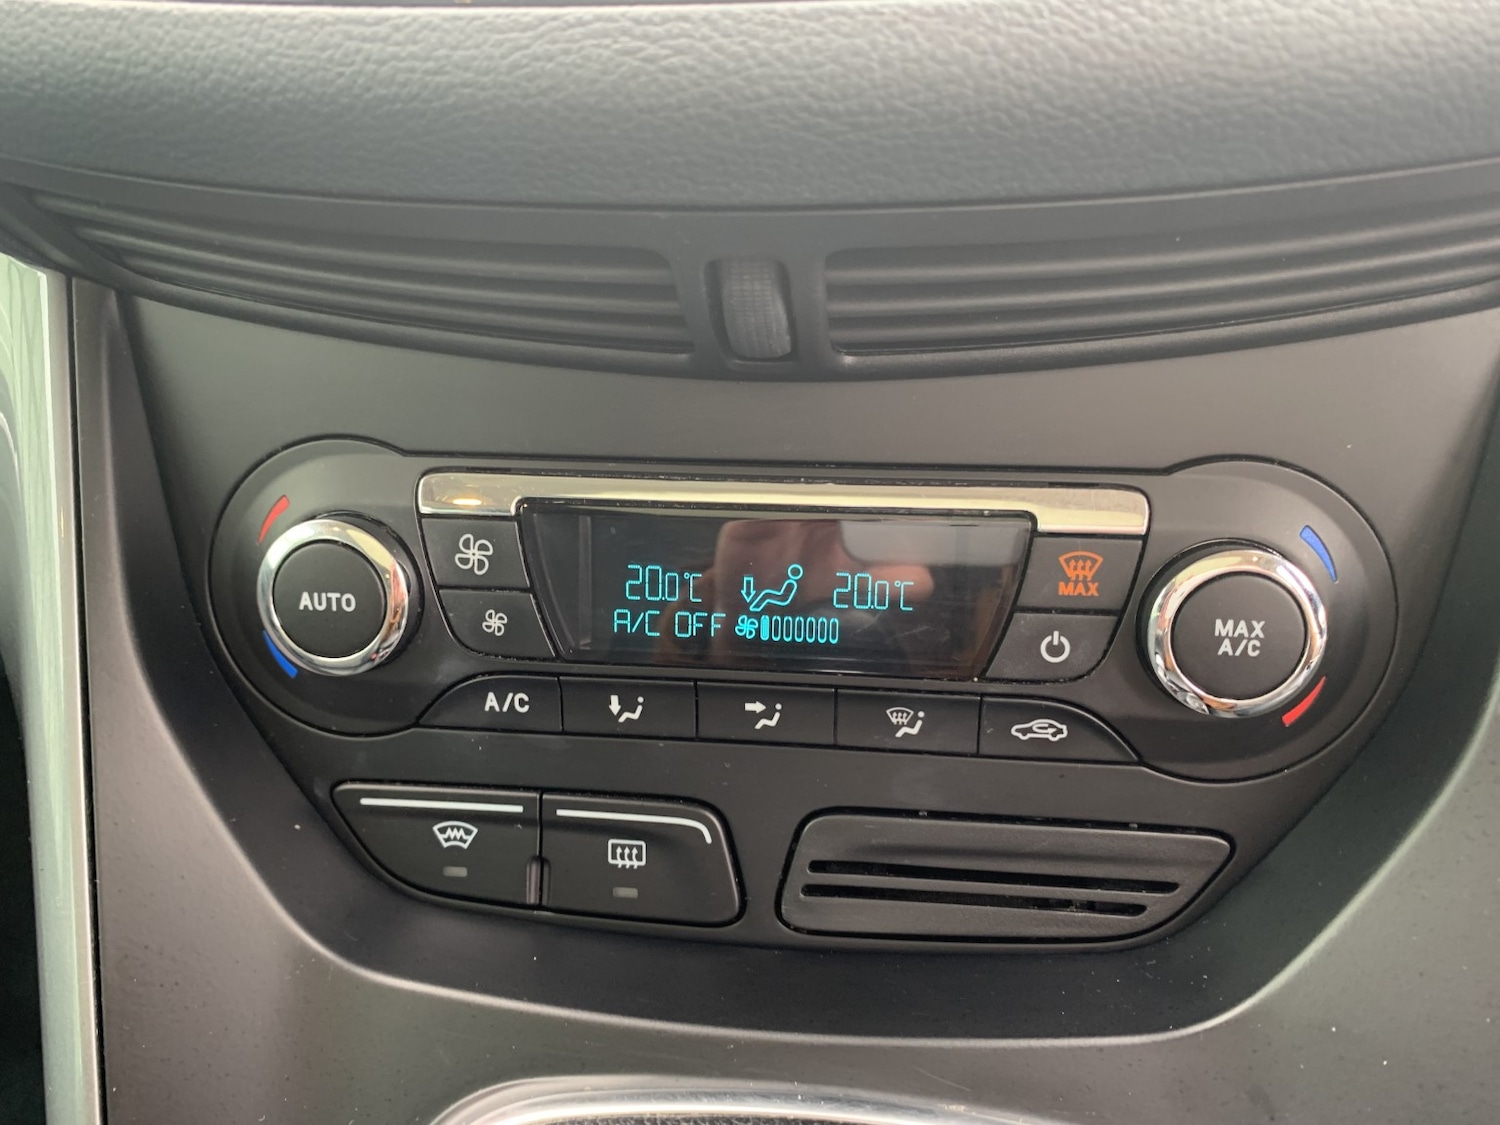 20.0°C 20.0°C
A/C OFF
AUTO
MAX
MAX
A/C
A/C